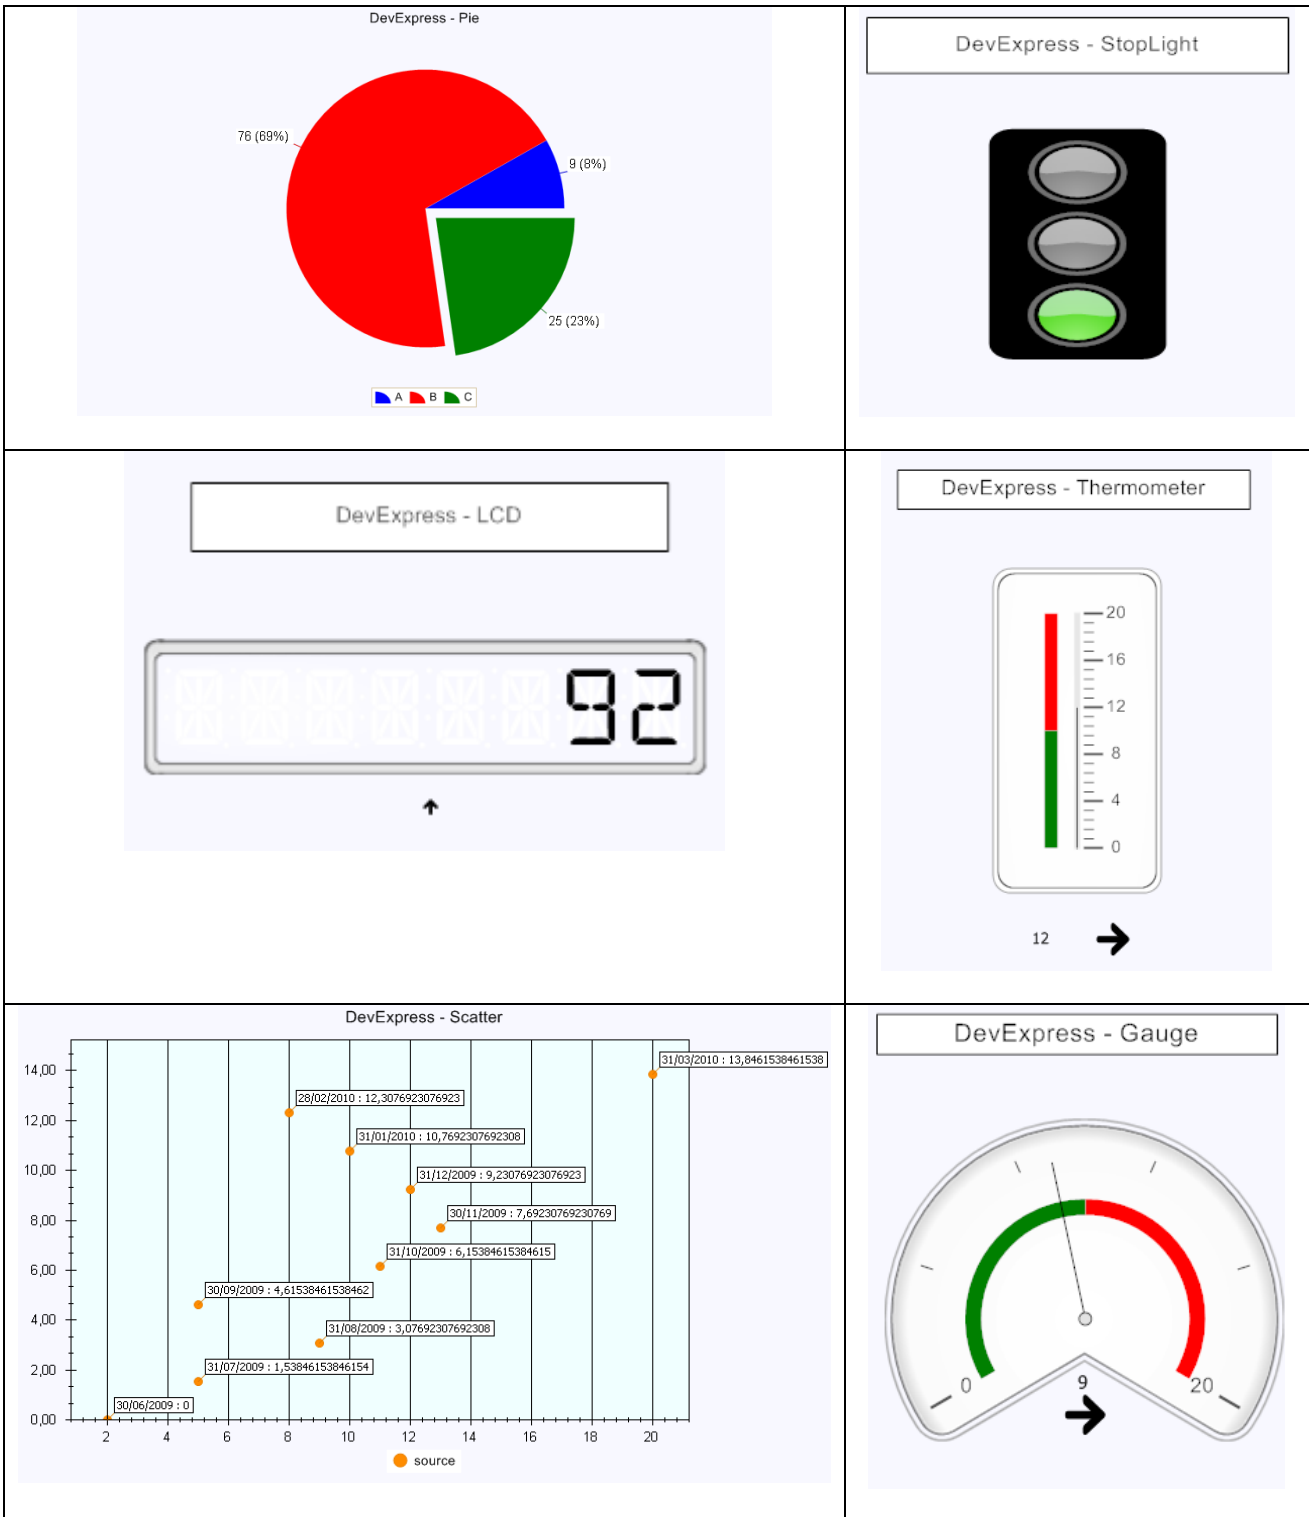 DevExpress - Pie
76 (69%)
9 (8%)
25 (23%)
A B C
DevExpress - StopLight
DevExpress - LCD
92
DevExpress - Thermometer
20
16
12
8
4
0
12
DevExpress - Scatter
14,00
12,00
10,00
8,00
6,00
4,00
2,00
0,00
31/03/2010 : 13,8461538461538
28/02/2010 : 12,3076923076923
31/01/2010 : 10,7692307692308
31/12/2009 : 9,23076923076923
30/11/2009 : 7,69230769230769
31/10/2009 : 6,15384615384615
30/09/2009 : 4,61538461538462
31/08/2009 : 3,07692307692308
31/07/2009 : 1,53846153846154
30/06/2009 : 0
2 4 6 8 10 12 14 16 18 20
source
DevExpress - Gauge
0 9 20